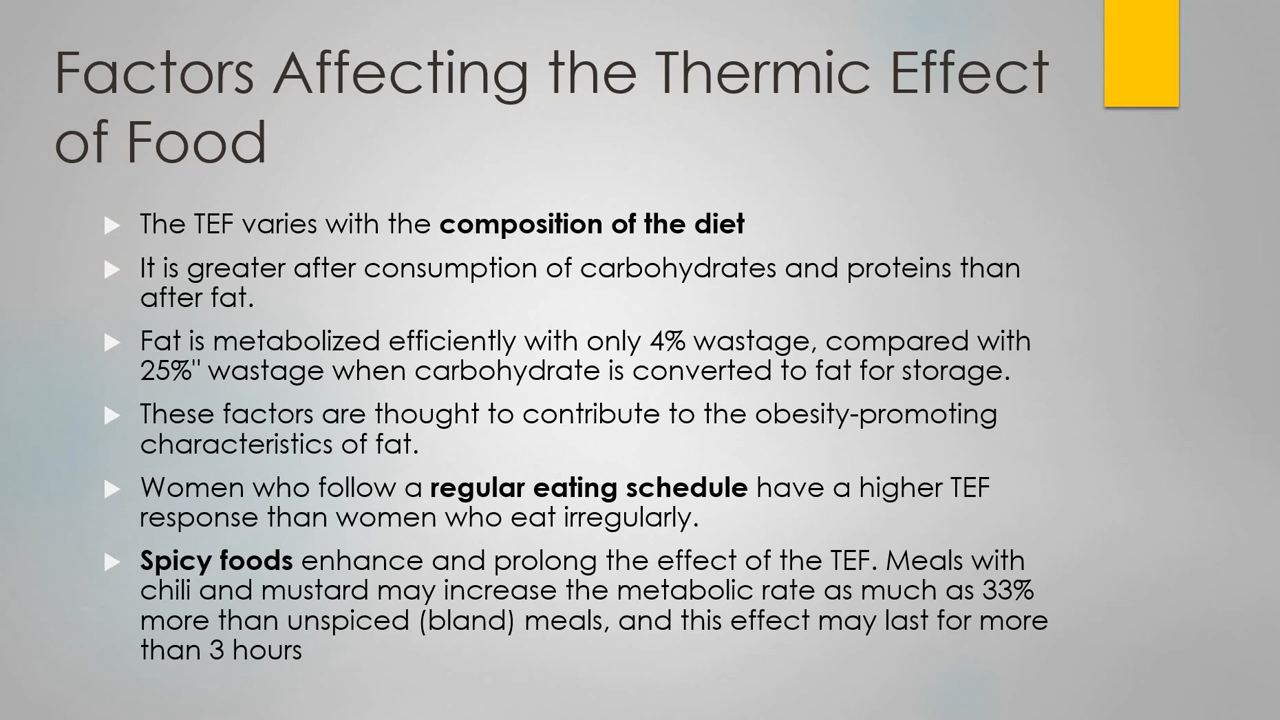 Factors Affecting the Thermic Effect
of Food
The TEF varies with the composition of the diet
It is greater after consumption of carbohydrates and proteins than
after fat.
Fat is metabolized efficiently with only 4% wastage, compared with
25%" wastage when carbohydrate is converted to fat for storage.
These factors are thought to contribute to the obesity-promoting
characteristics of fat.
Women who follow a regular eating schedule have a higher TEF
response than women who eat irregularly.
Spicy foods enhance and prolong the effect of the TEF. Meals with
chili and mustard may increase the metabolic rate as much as 33%
more than unspiced (bland) meals, and this effect may last for more
than 3 hours